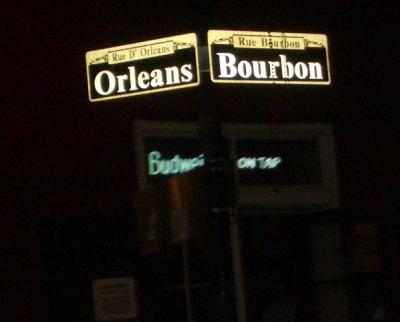 Rue D' Orleans
Orleans
Rue Bourbon
Bourbon
ON TAP